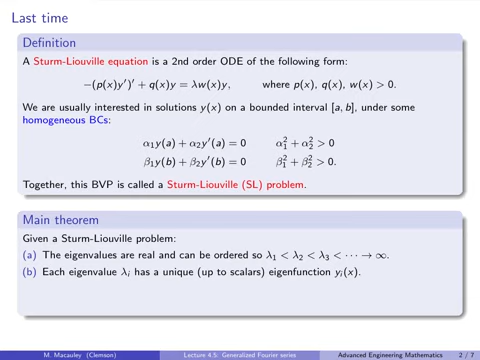 Last time
Definition
A Sturm-Liouville equation is a 2nd order ODE of the following form:
−(p(x)y′)′ + q(x)y = λw(x)y, where p(x), q(x), w(x) > 0.
We are usually interested in solutions y(x) on a bounded interval [a, b], under some
homogeneous BCs:
α₁y(a) + α₂y′(a) = 0 α₁² + α₂² > 0
β₁y(b) + β₂y′(b) = 0 β₁² + β₂² > 0.
Together, this BVP is called a Sturm-Liouville (SL) problem.
Main theorem
Given a Sturm-Liouville problem:
(a) The eigenvalues are real and can be ordered so λ₁ < λ₂ < λ₃ < ··· → ∞.
(b) Each eigenvalue λᵢ has a unique (up to scalars) eigenfunction yᵢ(x).
M. Macauley (Clemson) Lecture 4.5: Generalized Fourier series Advanced Engineering Mathematics 2 / 7